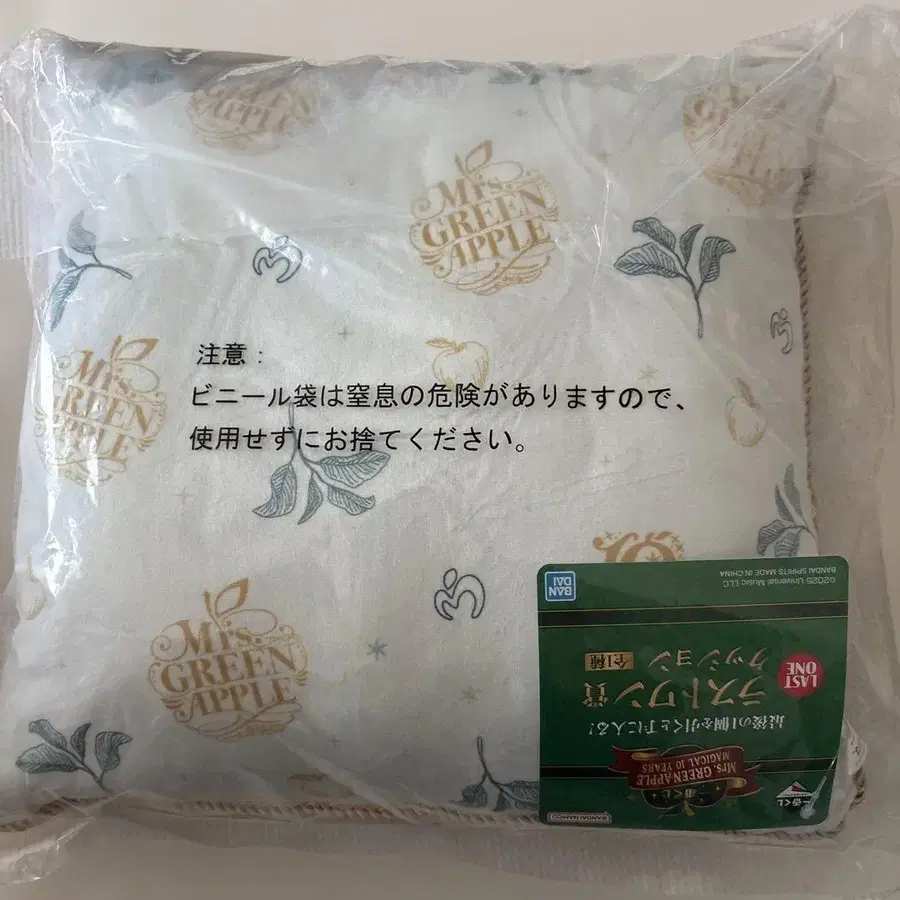 Mrs.
GREEN
APPLE
Mrs.
GREEN
APPLE
注意：
ビニール袋は窒息の危険がありますので、
使用せずにお捨てください。
Mrs.
GREEN
APPLE
一番くじ
Mrs. GREEN APPLE
MAGICAL 10 YEARS
最後の1個を引くと手に入る!
LAST
ONE
ラストワン賞
クッション
全1種
BAN
DAI
©2025 Universal Music LLC
BANDAI SPIRITS MADE IN CHINA
BANDAI NAMCO